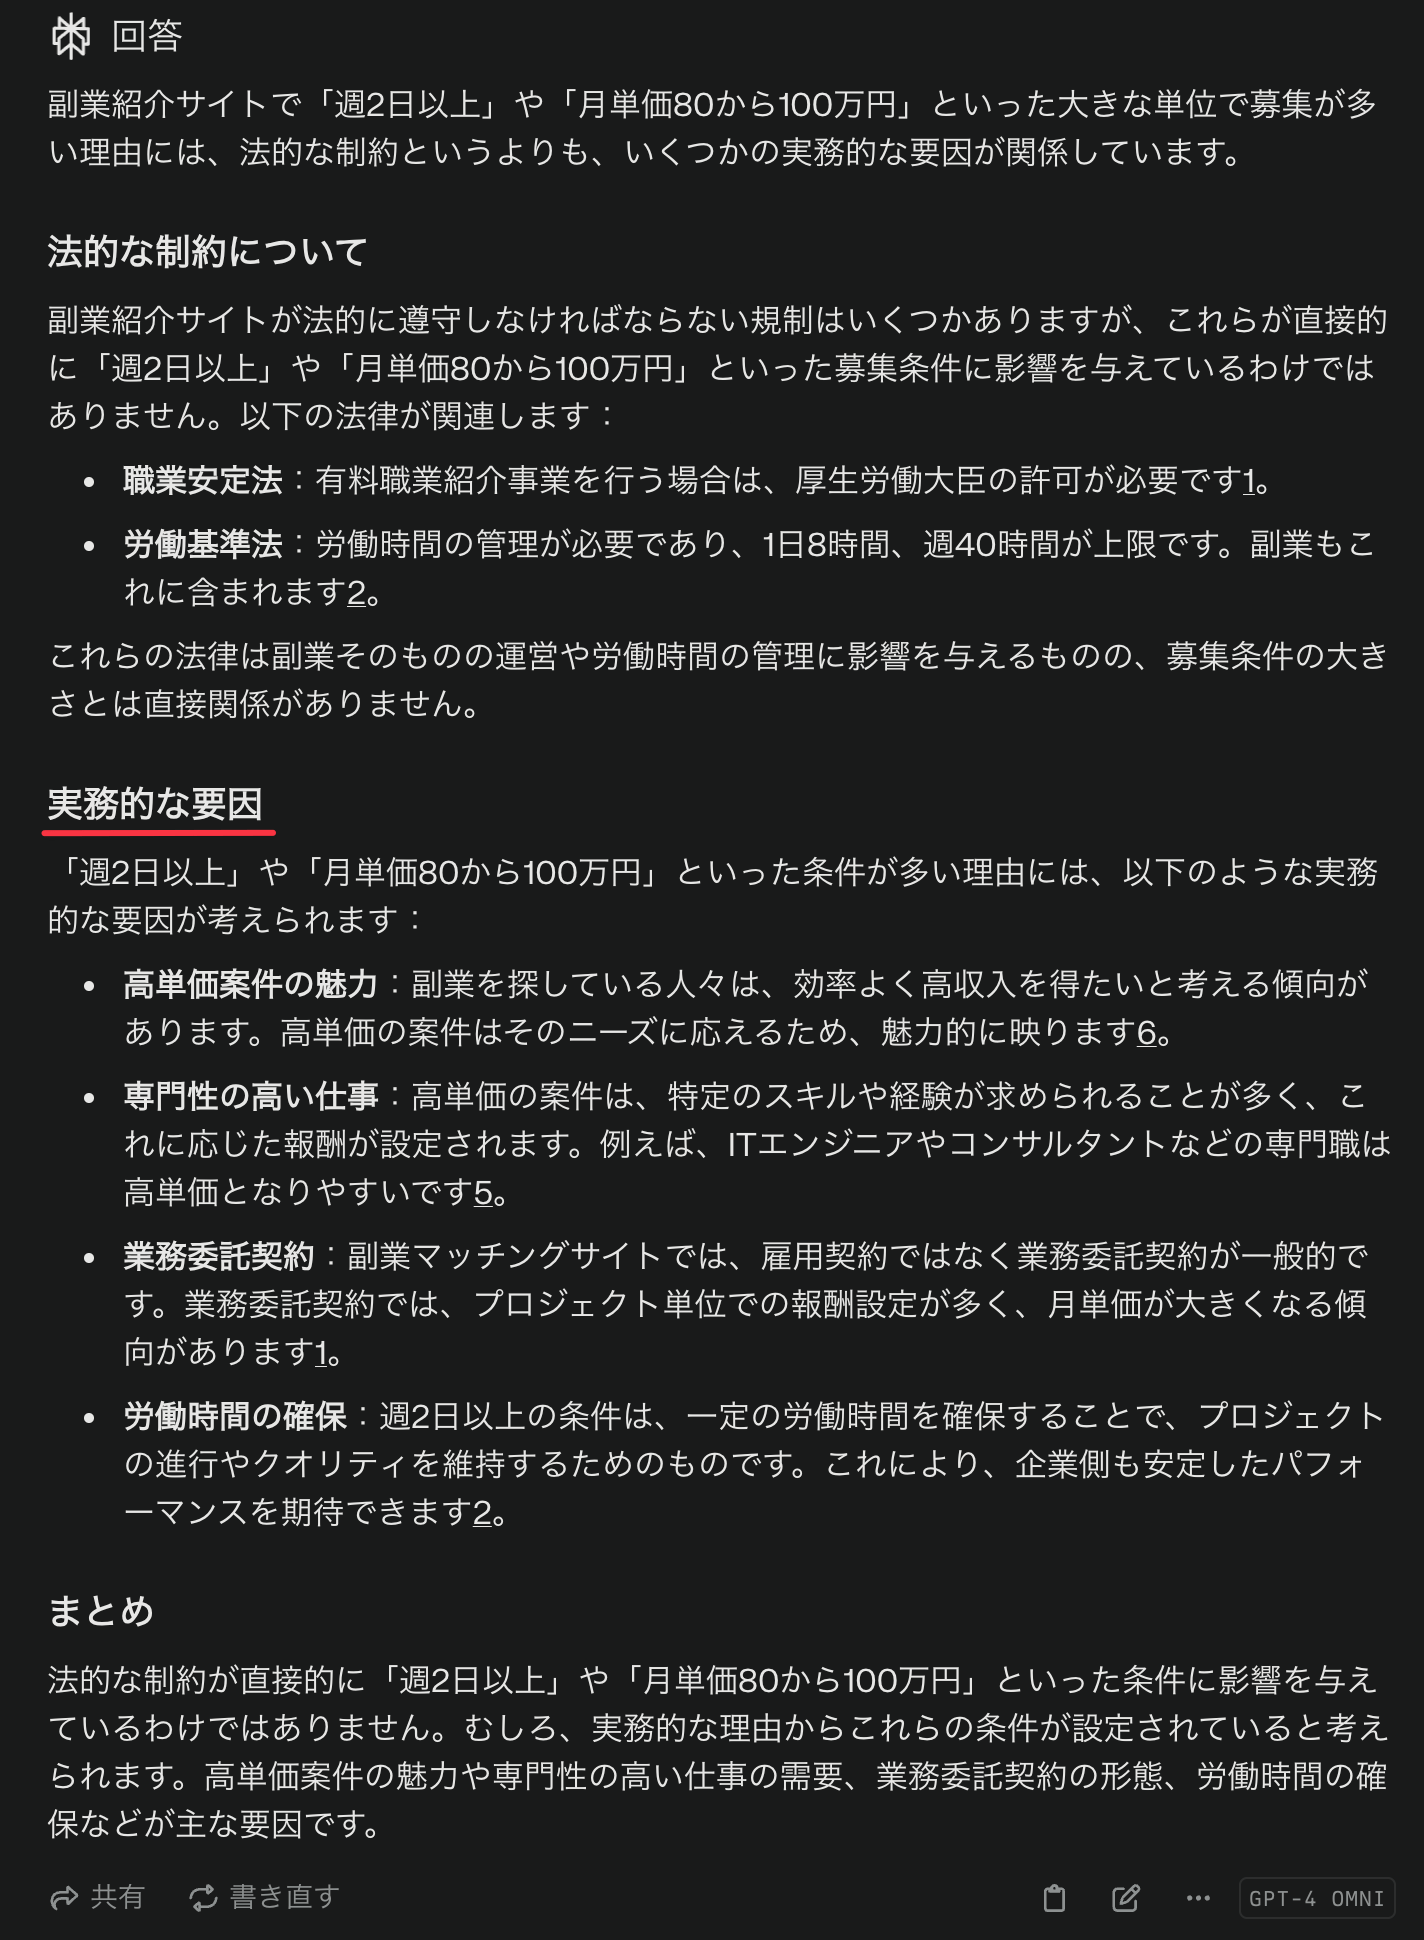 回答
副業紹介サイトで「週2日以上」や「月単価80から100万円」といった大きな単位で募集が多
い理由には、法的な制約というよりも、いくつかの実務的な要因が関係しています。
法的な制約について
副業紹介サイトが法的に遵守しなければならない規制はいくつかありますが、これらが直接的
に「週2日以上」や「月単価80から100万円」といった募集条件に影響を与えているわけでは
ありません。以下の法律が関連します：
• 職業安定法：有料職業紹介事業を行う場合は、厚生労働大臣の許可が必要です1。
• 労働基準法：労働時間の管理が必要であり、1日8時間、週40時間が上限です。副業もこ
れに含まれます2。
これらの法律は副業そのものの運営や労働時間の管理に影響を与えるものの、募集条件の大き
さとは直接関係がありません。
実務的な要因
「週2日以上」や「月単価80から100万円」といった条件が多い理由には、以下のような実務
的な要因が考えられます：
• 高単価案件の魅力：副業を探している人々は、効率よく高収入を得たいと考える傾向が
あります。高単価の案件はそのニーズに応えるため、魅力的に映ります6。
• 専門性の高い仕事：高単価の案件は、特定のスキルや経験が求められることが多く、こ
れに応じた報酬が設定されます。例えば、ITエンジニアやコンサルタントなどの専門職は
高単価となりやすいです5。
• 業務委託契約：副業マッチングサイトでは、雇用契約ではなく業務委託契約が一般的で
す。業務委託契約では、プロジェクト単位での報酬設定が多く、月単価が大きくなる傾
向があります1。
• 労働時間の確保：週2日以上の条件は、一定の労働時間を確保することで、プロジェクト
の進行やクオリティを維持するためのものです。これにより、企業側も安定したパフォ
ーマンスを期待できます2。
まとめ
法的な制約が直接的に「週2日以上」や「月単価80から100万円」といった条件に影響を与え
ているわけではありません。むしろ、実務的な理由からこれらの条件が設定されていると考え
られます。高単価案件の魅力や専門性の高い仕事の需要、業務委託契約の形態、労働時間の確
保などが主な要因です。
共有 書き直す GPT-4 OMNI